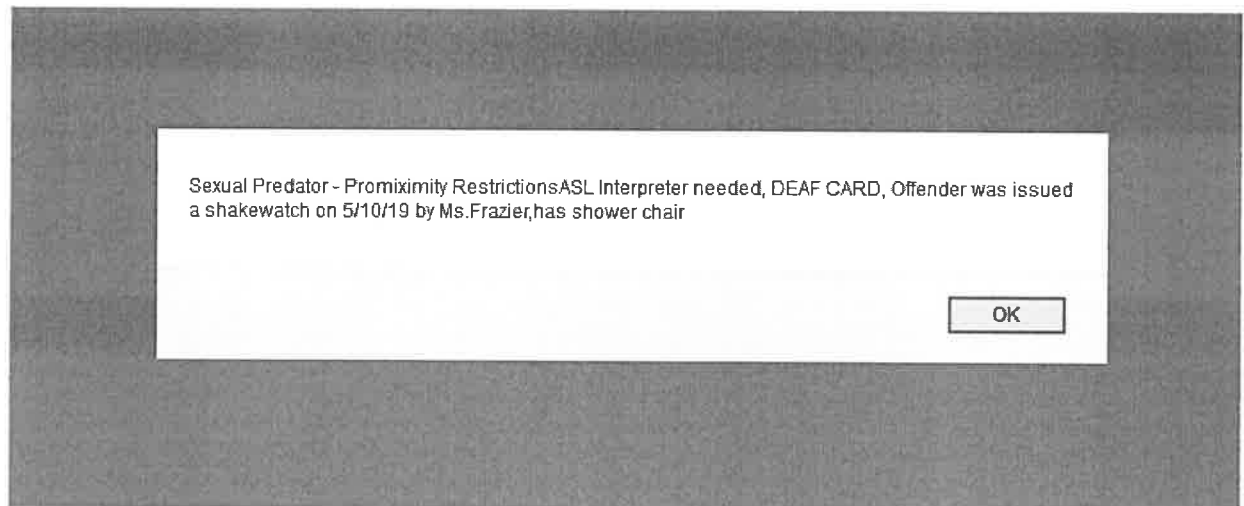 Sexual Predator - Promiximity RestrictionsASL Interpreter needed, DEAF CARD, Offender was issued
a shakewatch on 5/10/19 by Ms.Frazier,has shower chair
OK